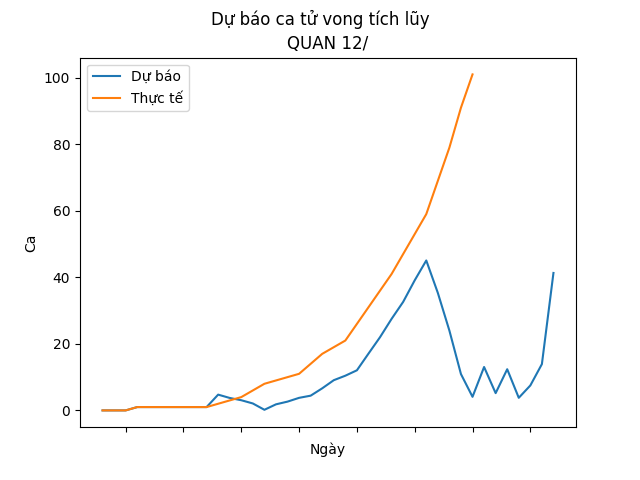 Dự báo ca tử vong tích lũy
QUAN 12/
Dự báo
Thực tế
100
80
60
40
20
0
Ca
Ngày